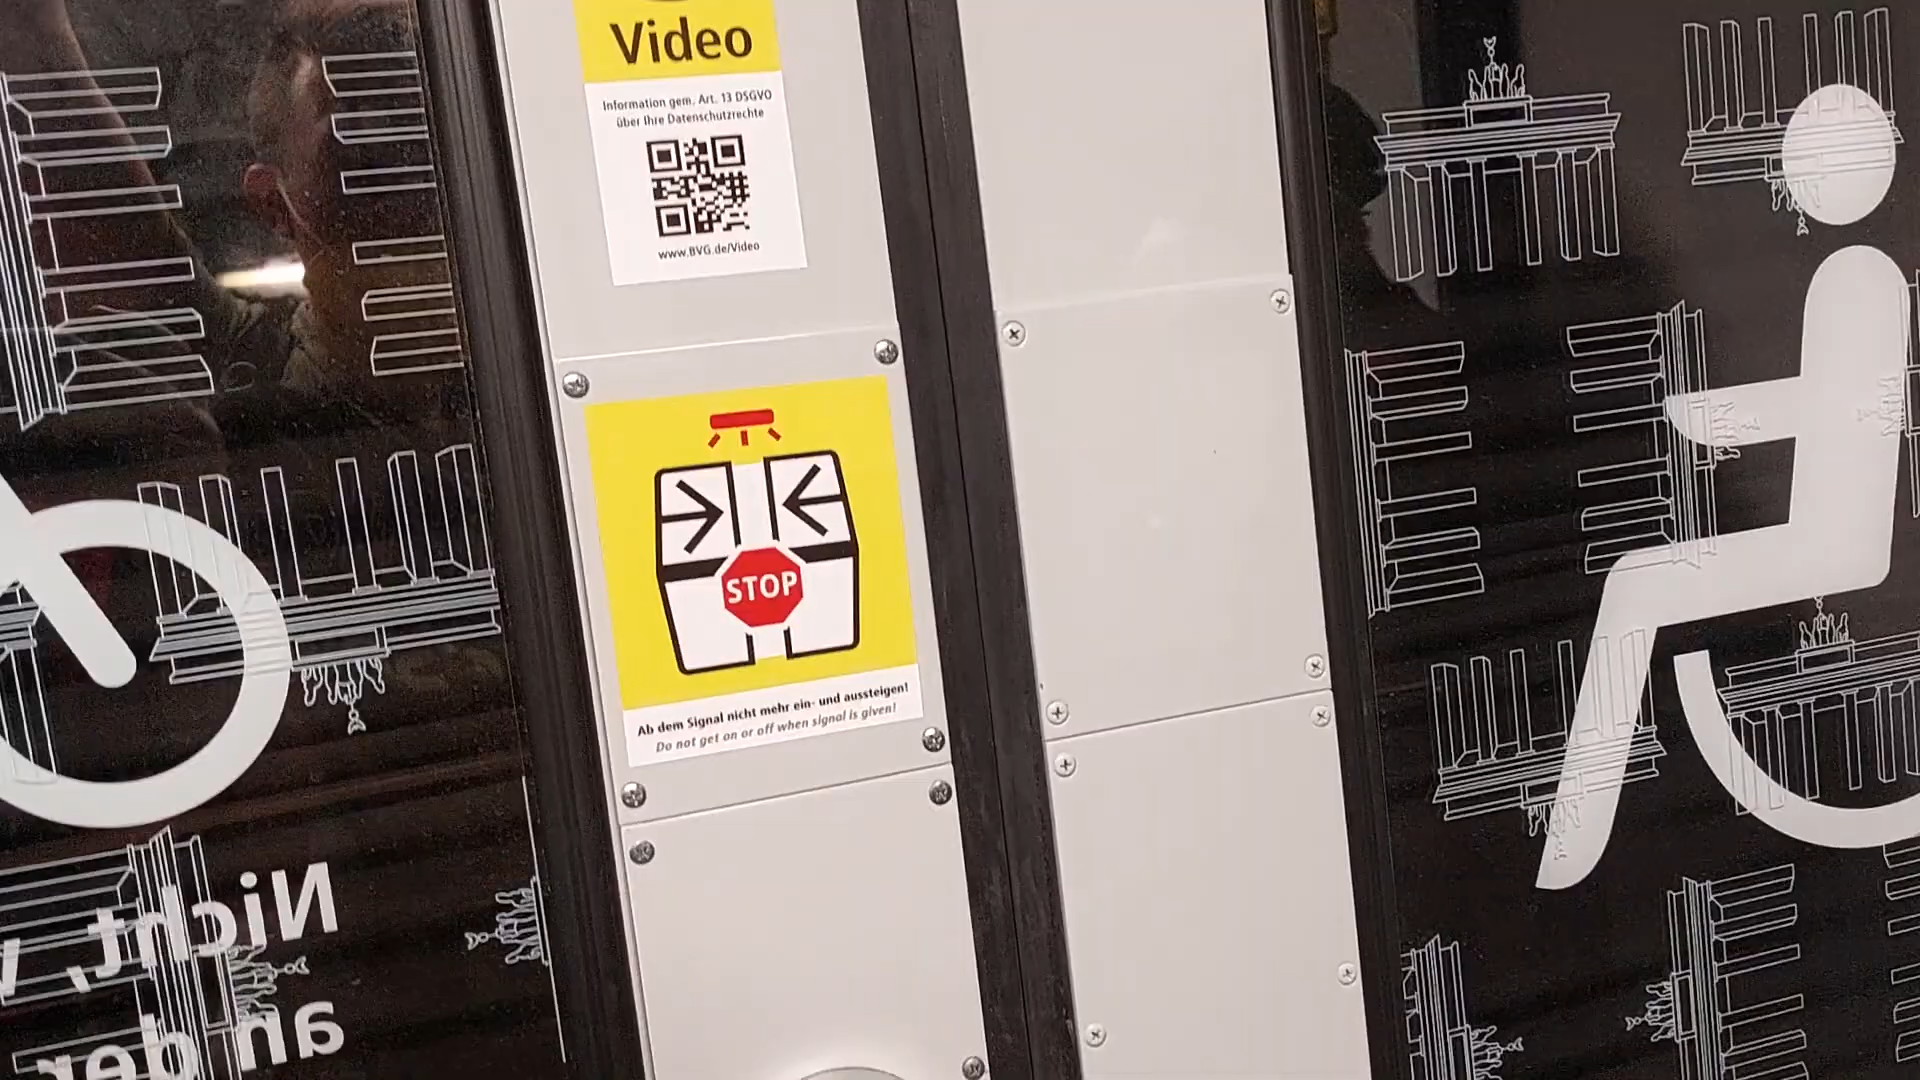 Video
Information gem. Art. 13 DSGVO
über Ihre Datenschutzrechte
www.BVG.de/Video
STOP
Ab dem Signal nicht mehr ein- und aussteigen!
Do not get on or off when signal is given!
Nicht,
an der